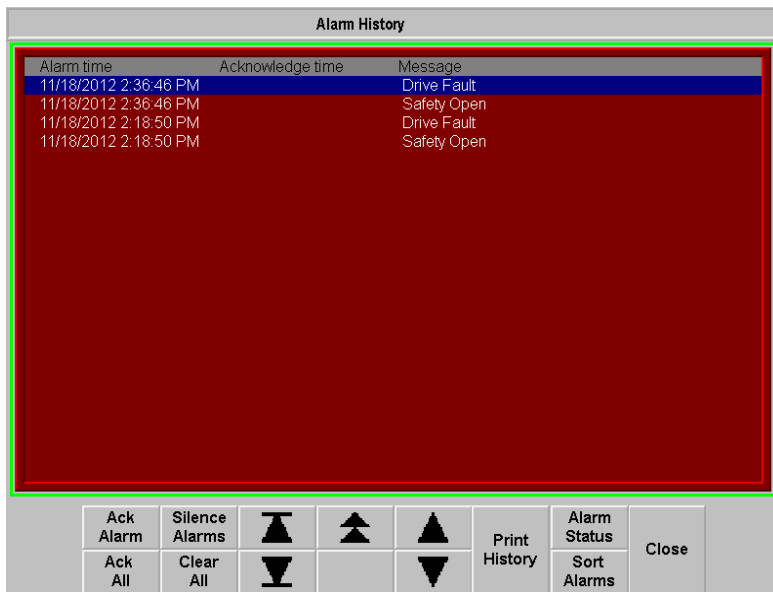 Alarm History
Alarm time Acknowledge time Message
11/18/2012 2:36:46 PM Drive Fault
11/18/2012 2:36:46 PM Safety Open
11/18/2012 2:18:50 PM Drive Fault
11/18/2012 2:18:50 PM Safety Open
Ack
Alarm
Silence
Alarms
Ack
All
Clear
All
Print
History
Alarm
Status
Sort
Alarms
Close